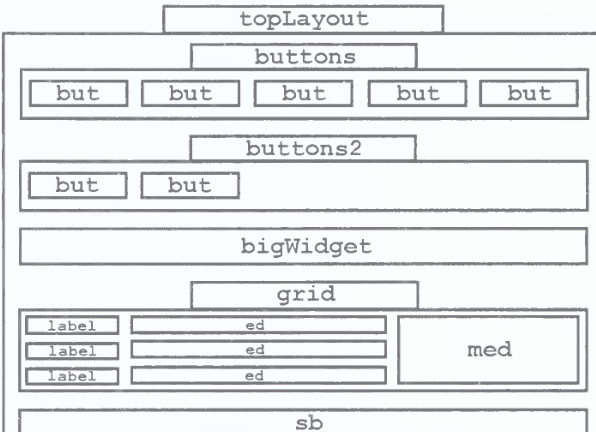 topLayout
buttons
but but but but but
buttons2
but but
bigWidget
grid
label ed
label ed med
label ed
sb